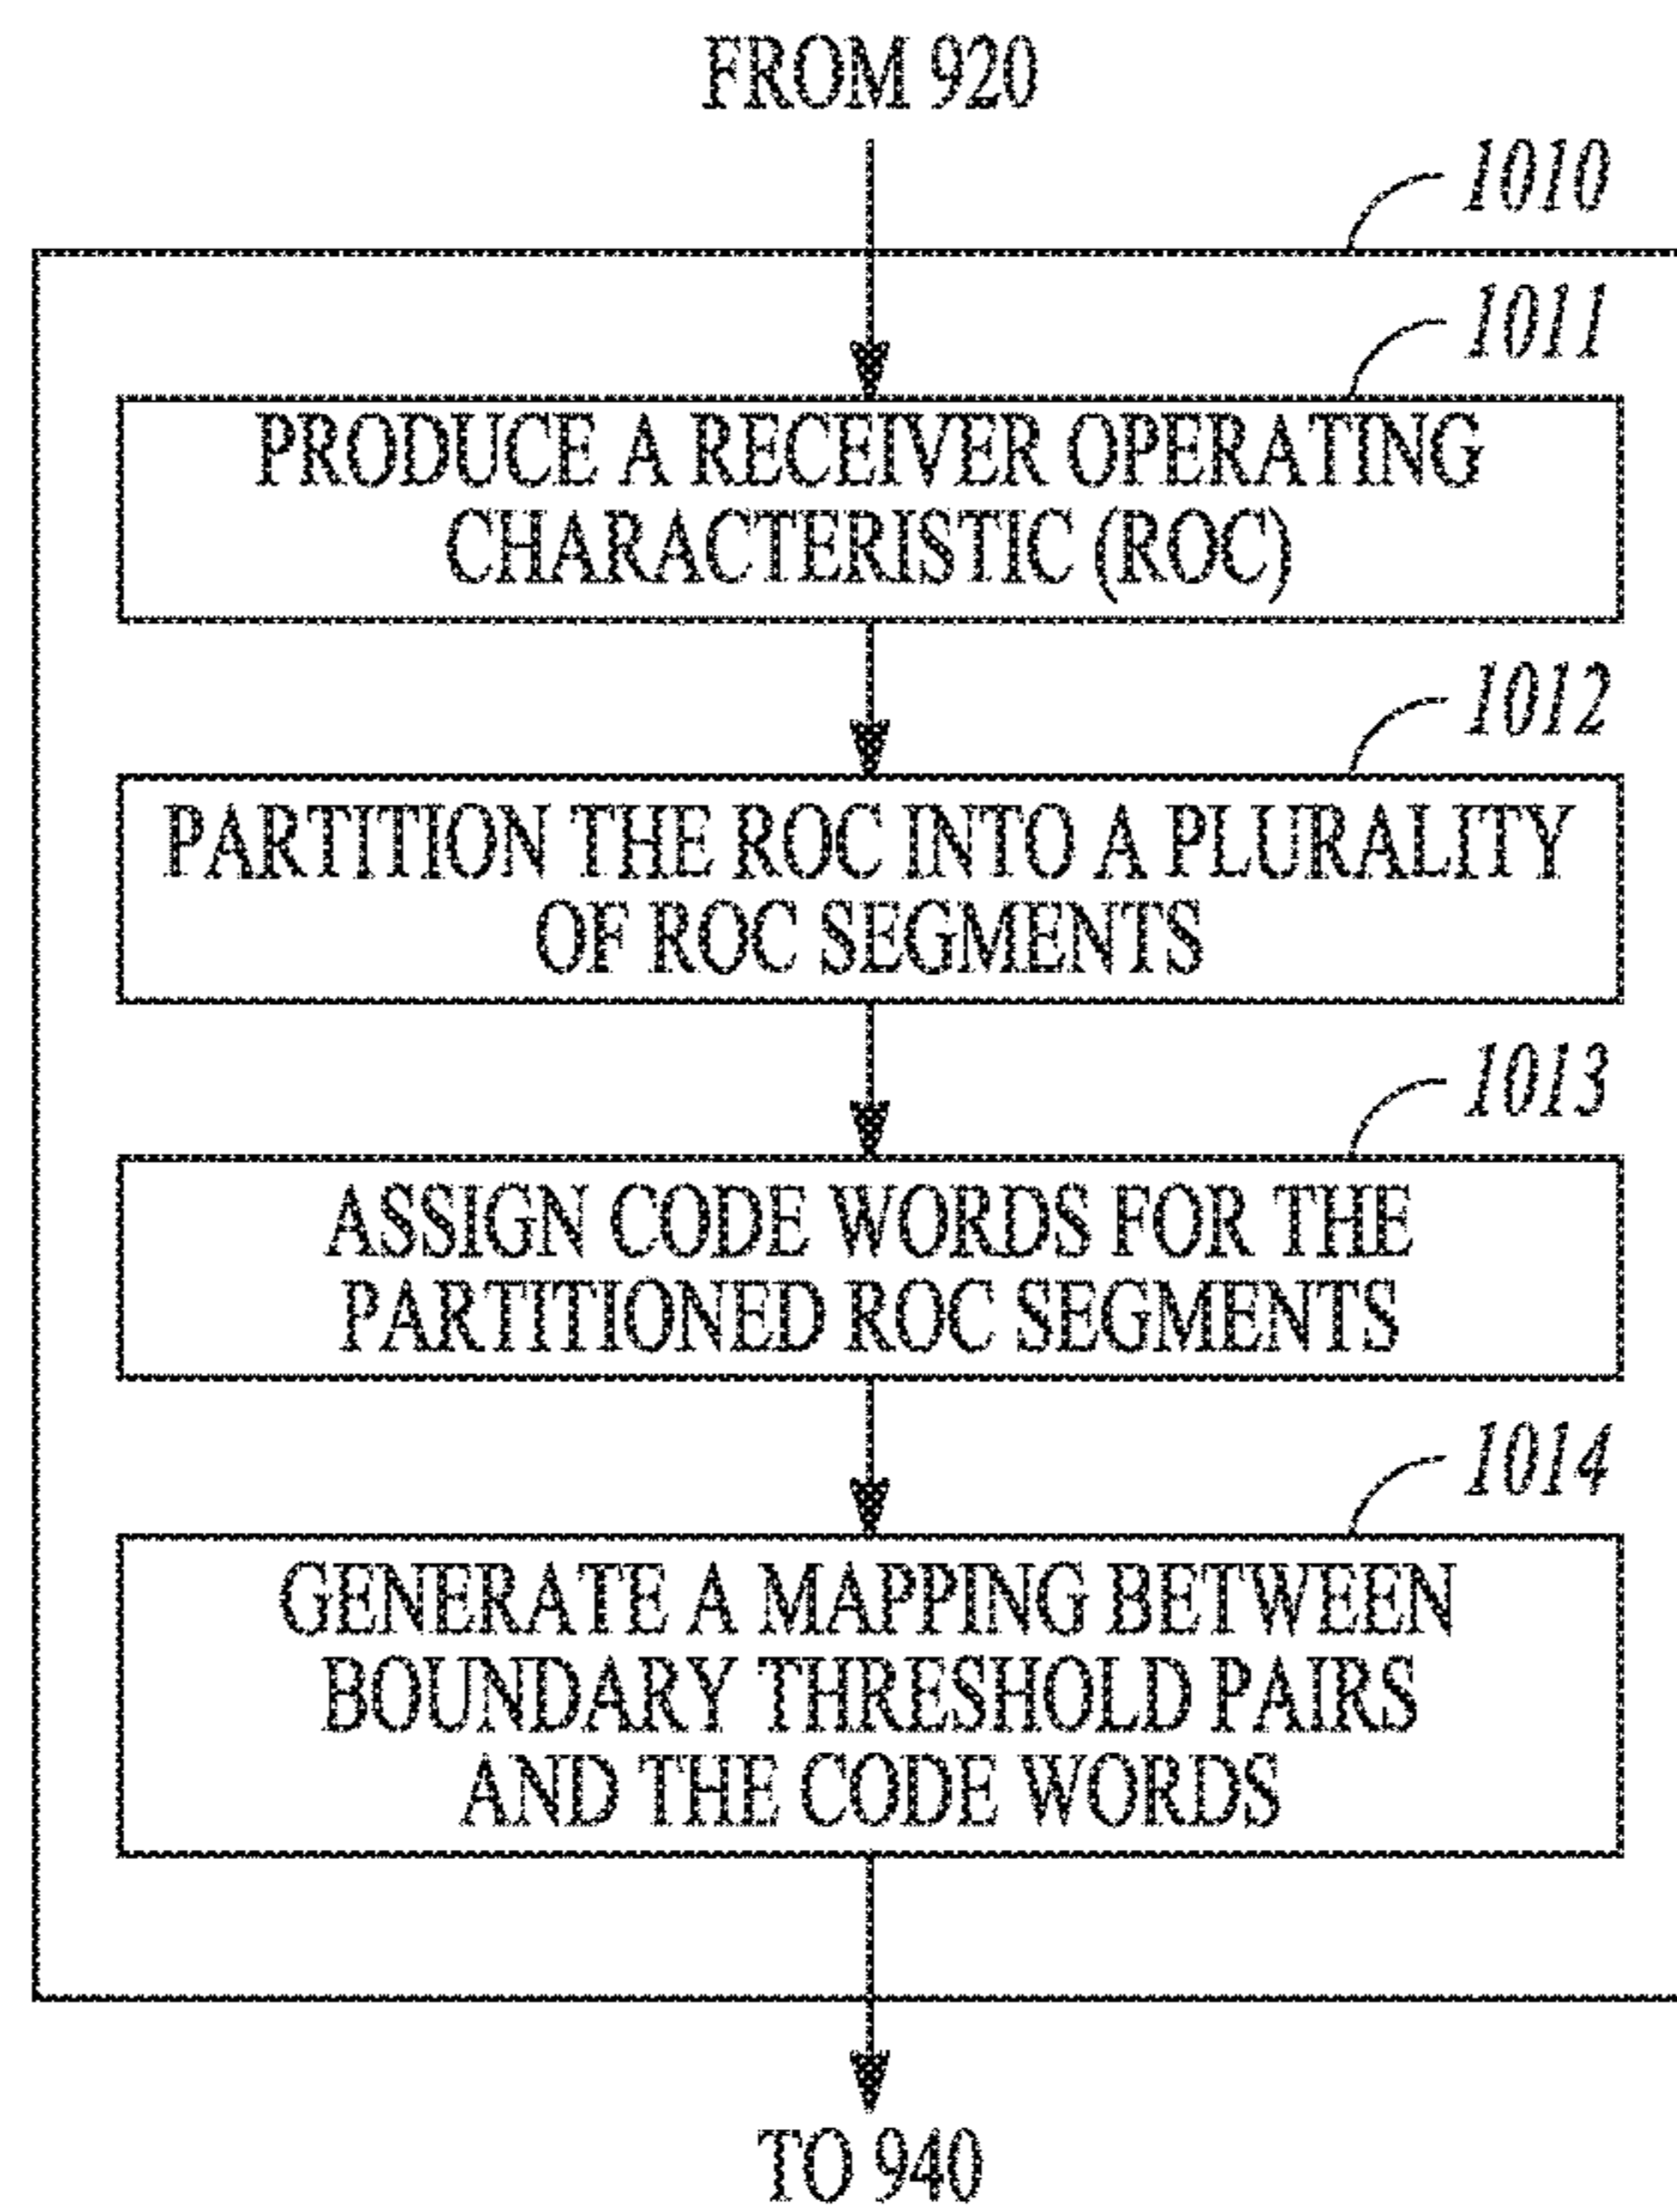 FROM 920
1010
1011
PRODUCE A RECEIVER OPERATING
CHARACTERISTIC (ROC)
1012
PARTITION THE ROC INTO A PLURALITY
OF ROC SEGMENTS
1013
ASSIGN CODE WORDS FOR THE
PARTITIONED ROC SEGMENTS
1014
GENERATE A MAPPING BETWEEN
BOUNDARY THRESHOLD PAIRS
AND THE CODE WORDS
TO 940